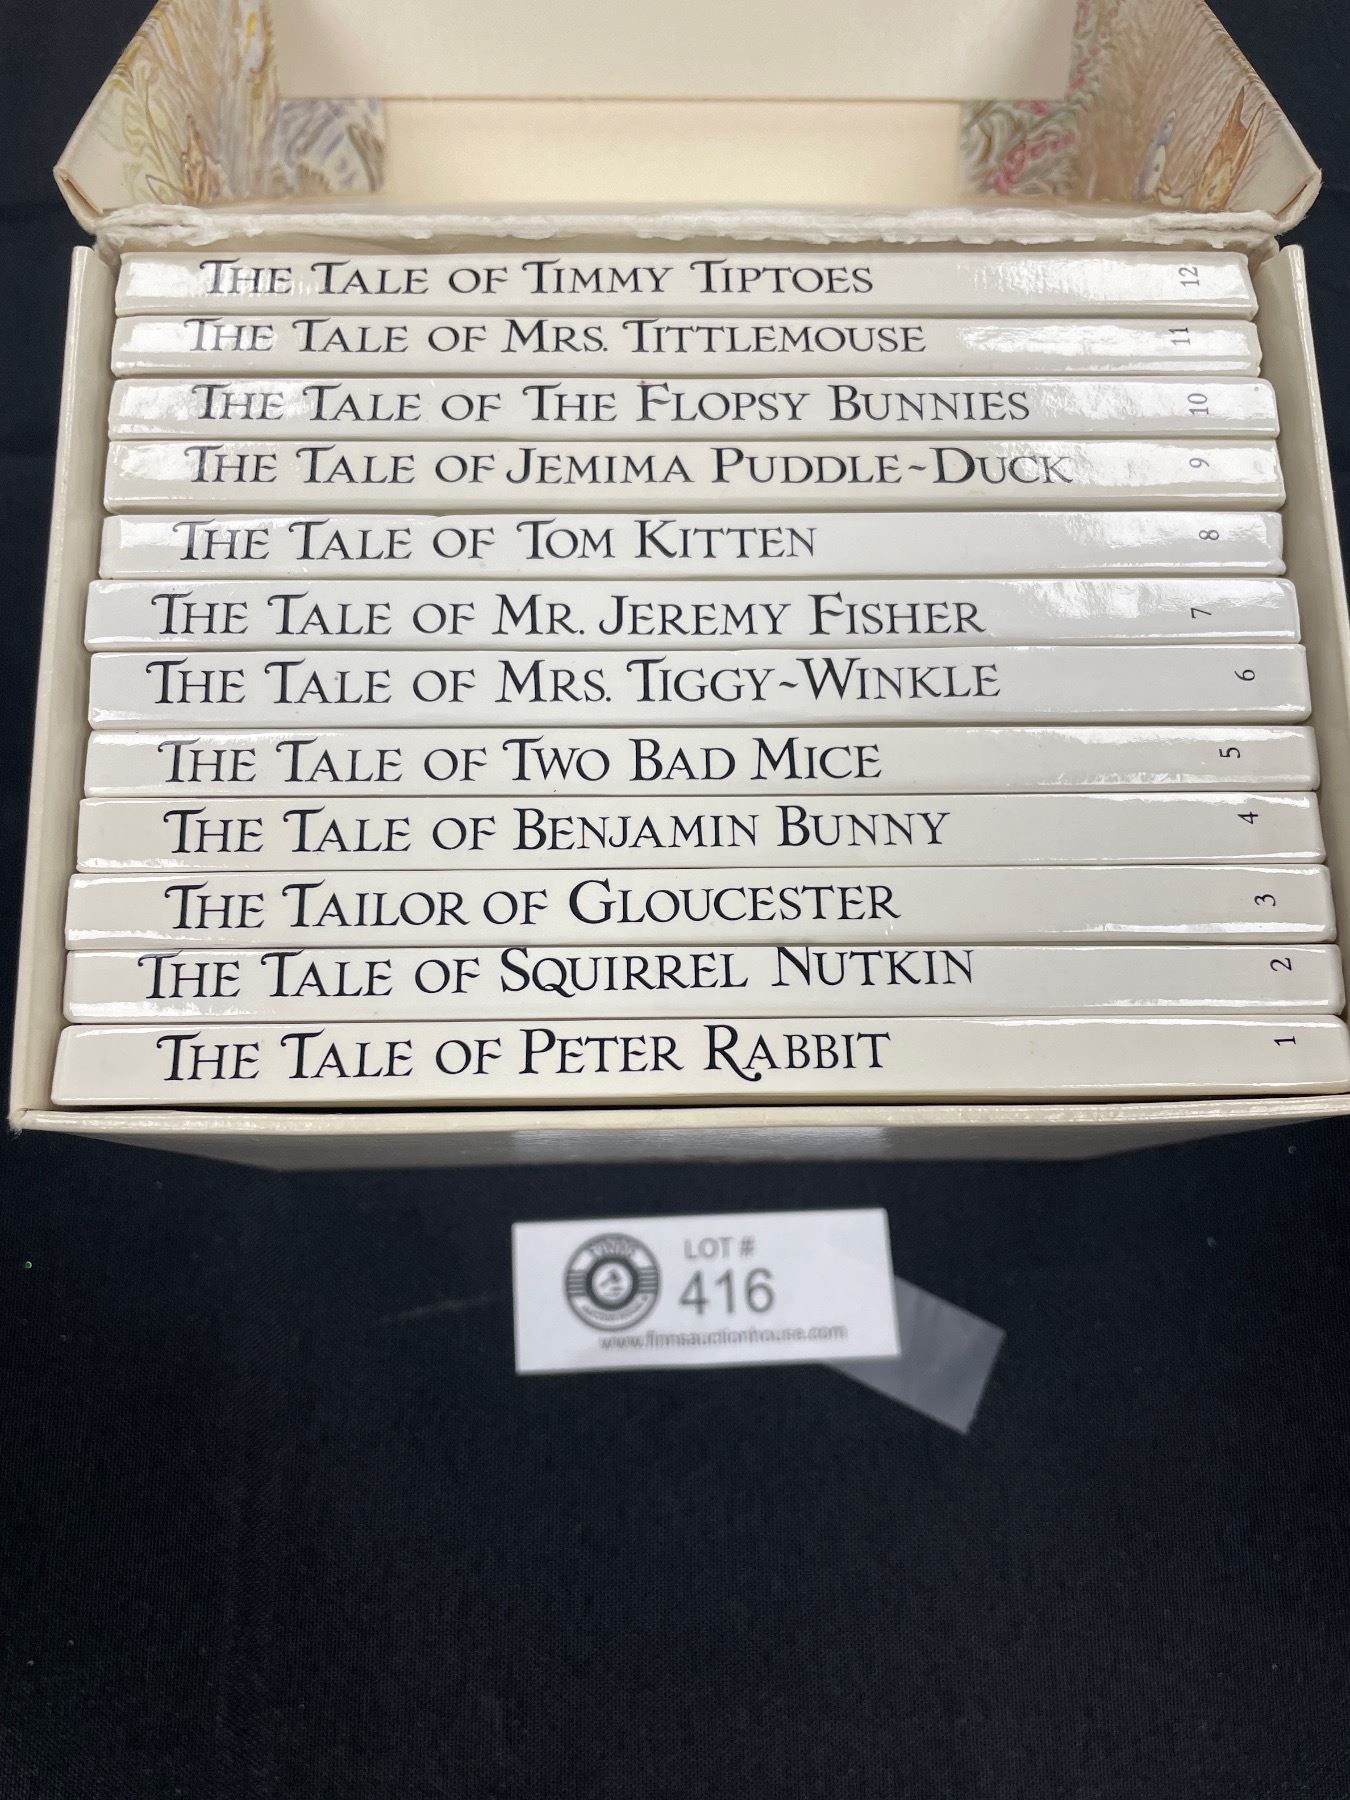 THE TALE OF TIMMY TIPTOES 12
THE TALE OF MRS. TITTLEMOUSE 11
THE TALE OF THE FLOPSY BUNNIES 10
THE TALE OF JEMIMA PUDDLE~DUCK 9
THE TALE OF TOM KITTEN 8
THE TALE OF MR. JEREMY FISHER 7
THE TALE OF MRS. TIGGY~WINKLE 6
THE TALE OF TWO BAD MICE 5
THE TALE OF BENJAMIN BUNNY 4
THE TAILOR OF GLOUCESTER 3
THE TALE OF SQUIRREL NUTKIN 2
THE TALE OF PETER RABBIT 1
LOT #
416
www.finnsauctionhouse.com